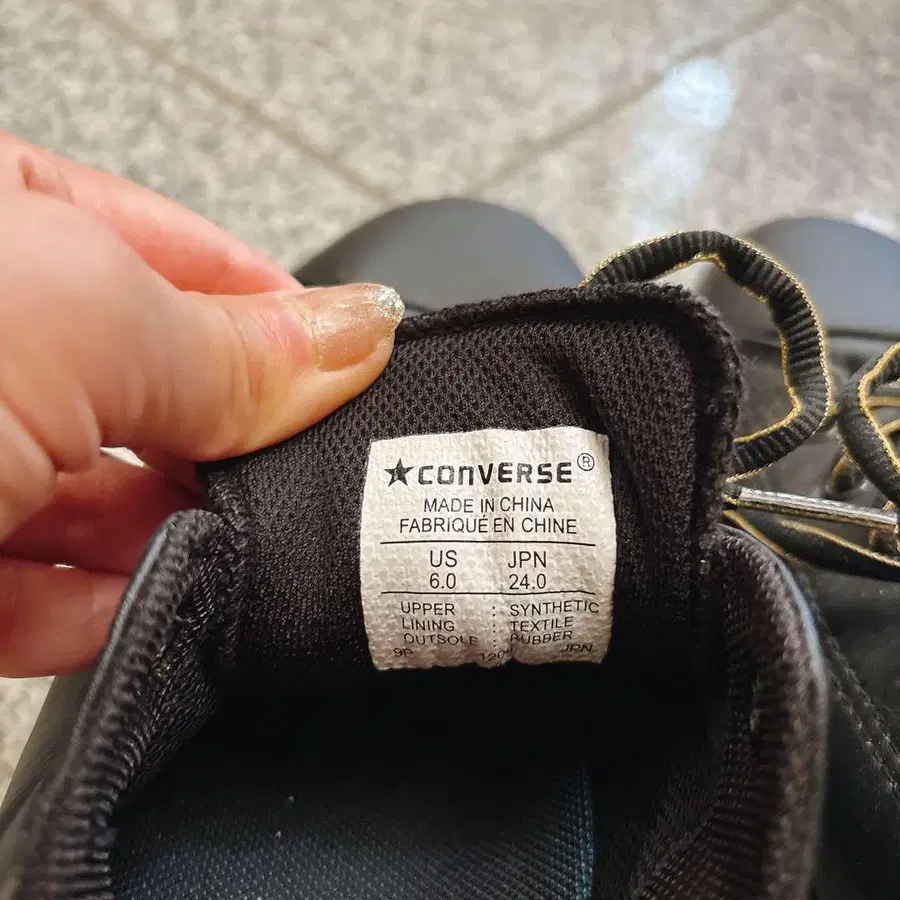 ★CONVERSE®
MADE IN CHINA
FABRIQUÉ EN CHINE
US JPN
6.0 24.0
UPPER : SYNTHETIC
LINING : TEXTILE
OUTSOLE : RUBBER
JPN